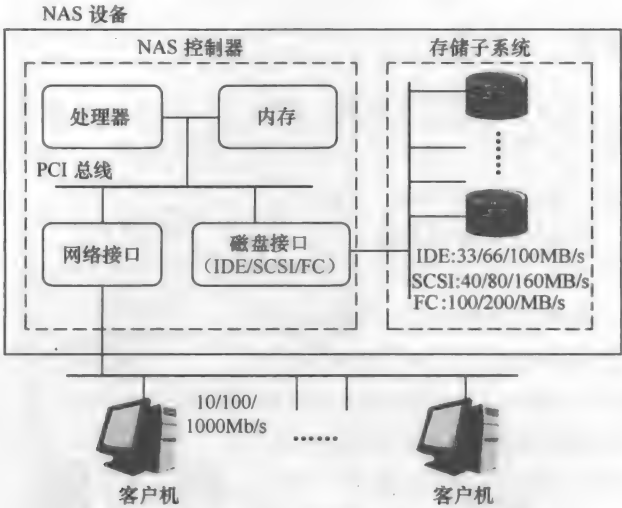 NAS 设备
NAS 控制器
存储子系统
处理器
内存
PCI 总线
网络接口
磁盘接口
（IDE/SCSI/FC）
IDE:33/66/100MB/s
SCSI:40/80/160MB/s
FC:100/200/MB/s
10/100/
1000Mb/s
客户机
客户机